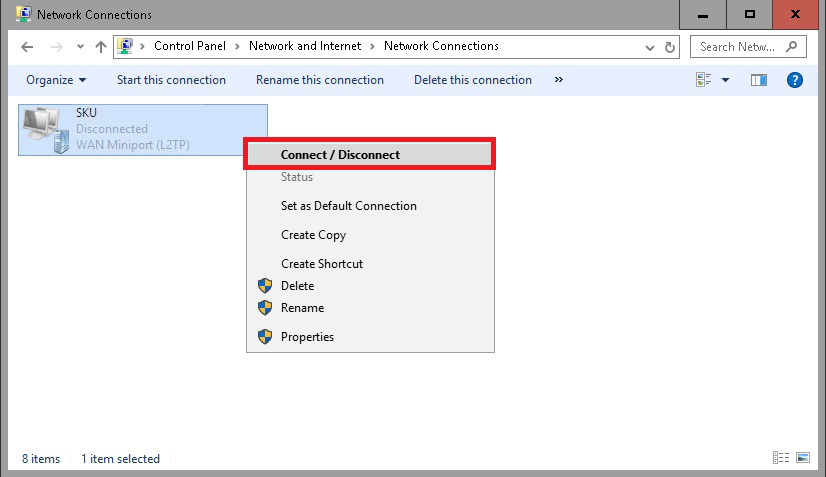 Network Connections
Control Panel > Network and Internet > Network Connections
Search Netw...
Organize Start this connection Rename this connection Delete this connection »
SKU
Disconnected
WAN Miniport (L2TP)
Connect / Disconnect
Status
Set as Default Connection
Create Copy
Create Shortcut
Delete
Rename
Properties
8 items 1 item selected